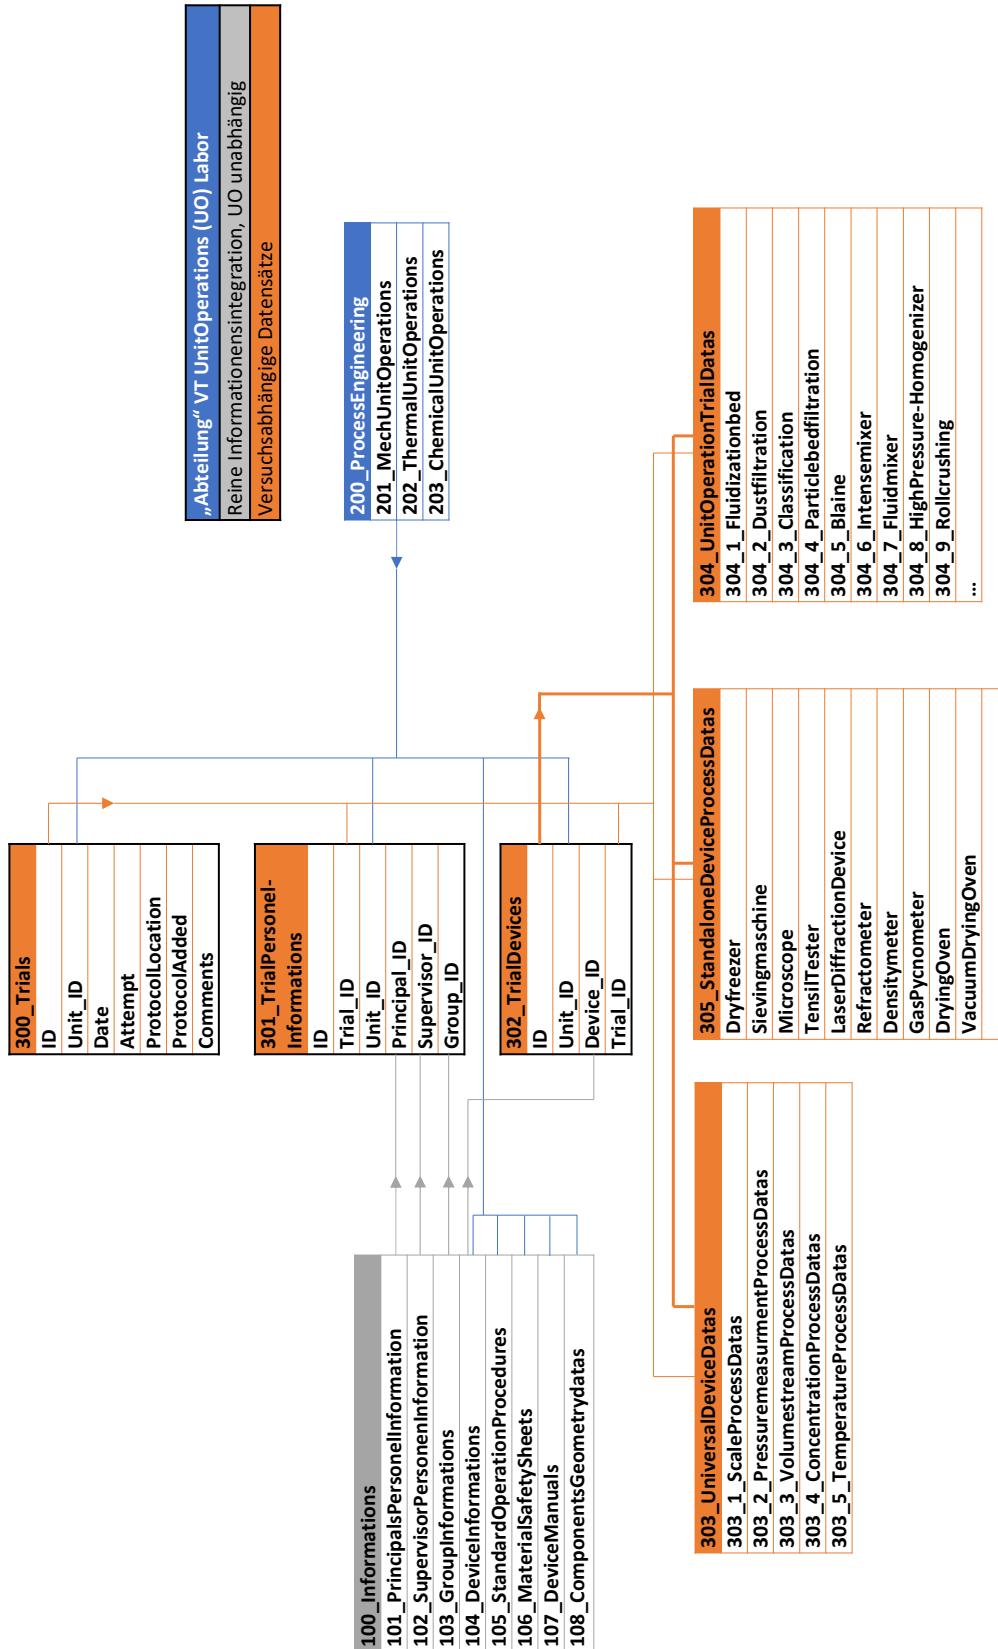 „Abteilung“ VT UnitOperations (UO) Labor
Reine Informationensintegration, UO unabhängig
Versuchsabhängige Datensätze
200_ProcessEngineering
201_MechUnitOperations
202_ThermalUnitOperations
203_ChemicalUnitOperations
300_Trials
ID
Unit_ID
Date
Attempt
ProtocolLocation
ProtocolAdded
Comments
301_TrialPersonel-
Informations
ID
Trial_ID
Unit_ID
Principal_ID
Supervisor_ID
Group_ID
302_TrialDevices
ID
Unit_ID
Device_ID
Trial_ID
100_Informations
101_PrincipalsPersonelInformation
102_SupervisorPersonenInformation
103_GroupInformations
104_DeviceInformations
105_StandardOperationProcedures
106_MaterialSafetySheets
107_DeviceManuals
108_ComponentsGeometrydatas
303_UniversalDeviceDatas
303_1_ScaleProcessDatas
303_2_PressuremeasurmentProcessDatas
303_3_VolumestreamProcessDatas
303_4_ConcentrationProcessDatas
303_5_TemperatureProcessDatas
305_StandaloneDeviceProcessDatas
Dryfreezer
Sievingmaschine
Microscope
TensilTester
LaserDiffractionDevice
Refractometer
Densitymeter
GasPycnometer
DryingOven
VacuumDryingOven
304_UnitOperationTrialDatas
304_1_Fluidizationbed
304_2_Dustfiltration
304_3_Classification
304_4_Particlebedfiltration
304_5_Blaine
304_6_Intensemixer
304_7_Fluidmixer
304_8_HighPressure-Homogenizer
304_9_Rollcrushing
...